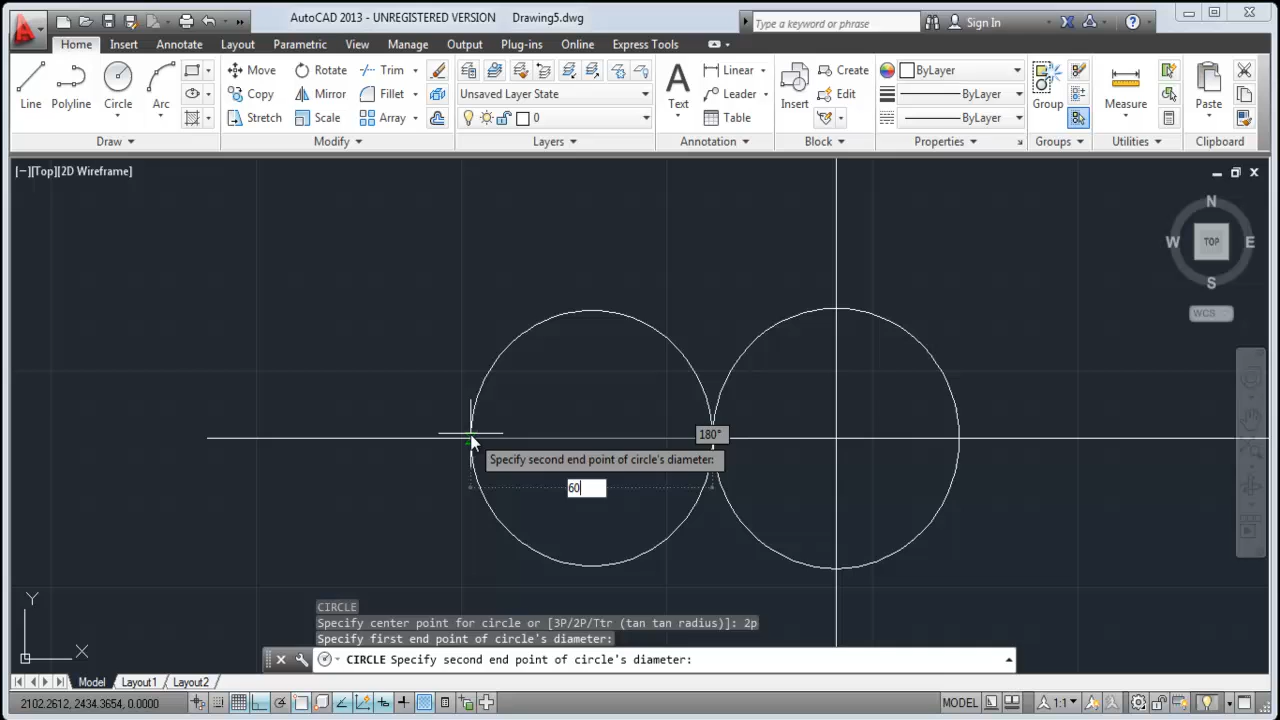 AutoCAD 2013 - UNREGISTERED VERSION Drawing5.dwg
Type a keyword or phrase
Sign In
Home Insert Annotate Layout Parametric View Manage Output Plug-ins Online Express Tools
Line Polyline Circle Arc
Move Rotate Trim
Copy Mirror Fillet
Stretch Scale Array
Unsaved Layer State
0
Text
Linear
Leader
Table
Insert
Create
Edit
ByLayer
ByLayer
ByLayer
Group
Measure
Paste
Draw Modify Layers Annotation Block Properties Groups Utilities Clipboard
[−][Top][2D Wireframe]
N
W TOP E
S
WCS
180°
Specify second end point of circle's diameter:
60
Y
X
CIRCLE
Specify center point for circle or [3P/2P/Ttr (tan tan radius)]: 2p
Specify first end point of circle's diameter:
CIRCLE Specify second end point of circle's diameter:
Model Layout1 Layout2
2102.2612, 2434.3654, 0.0000
MODEL
1:1